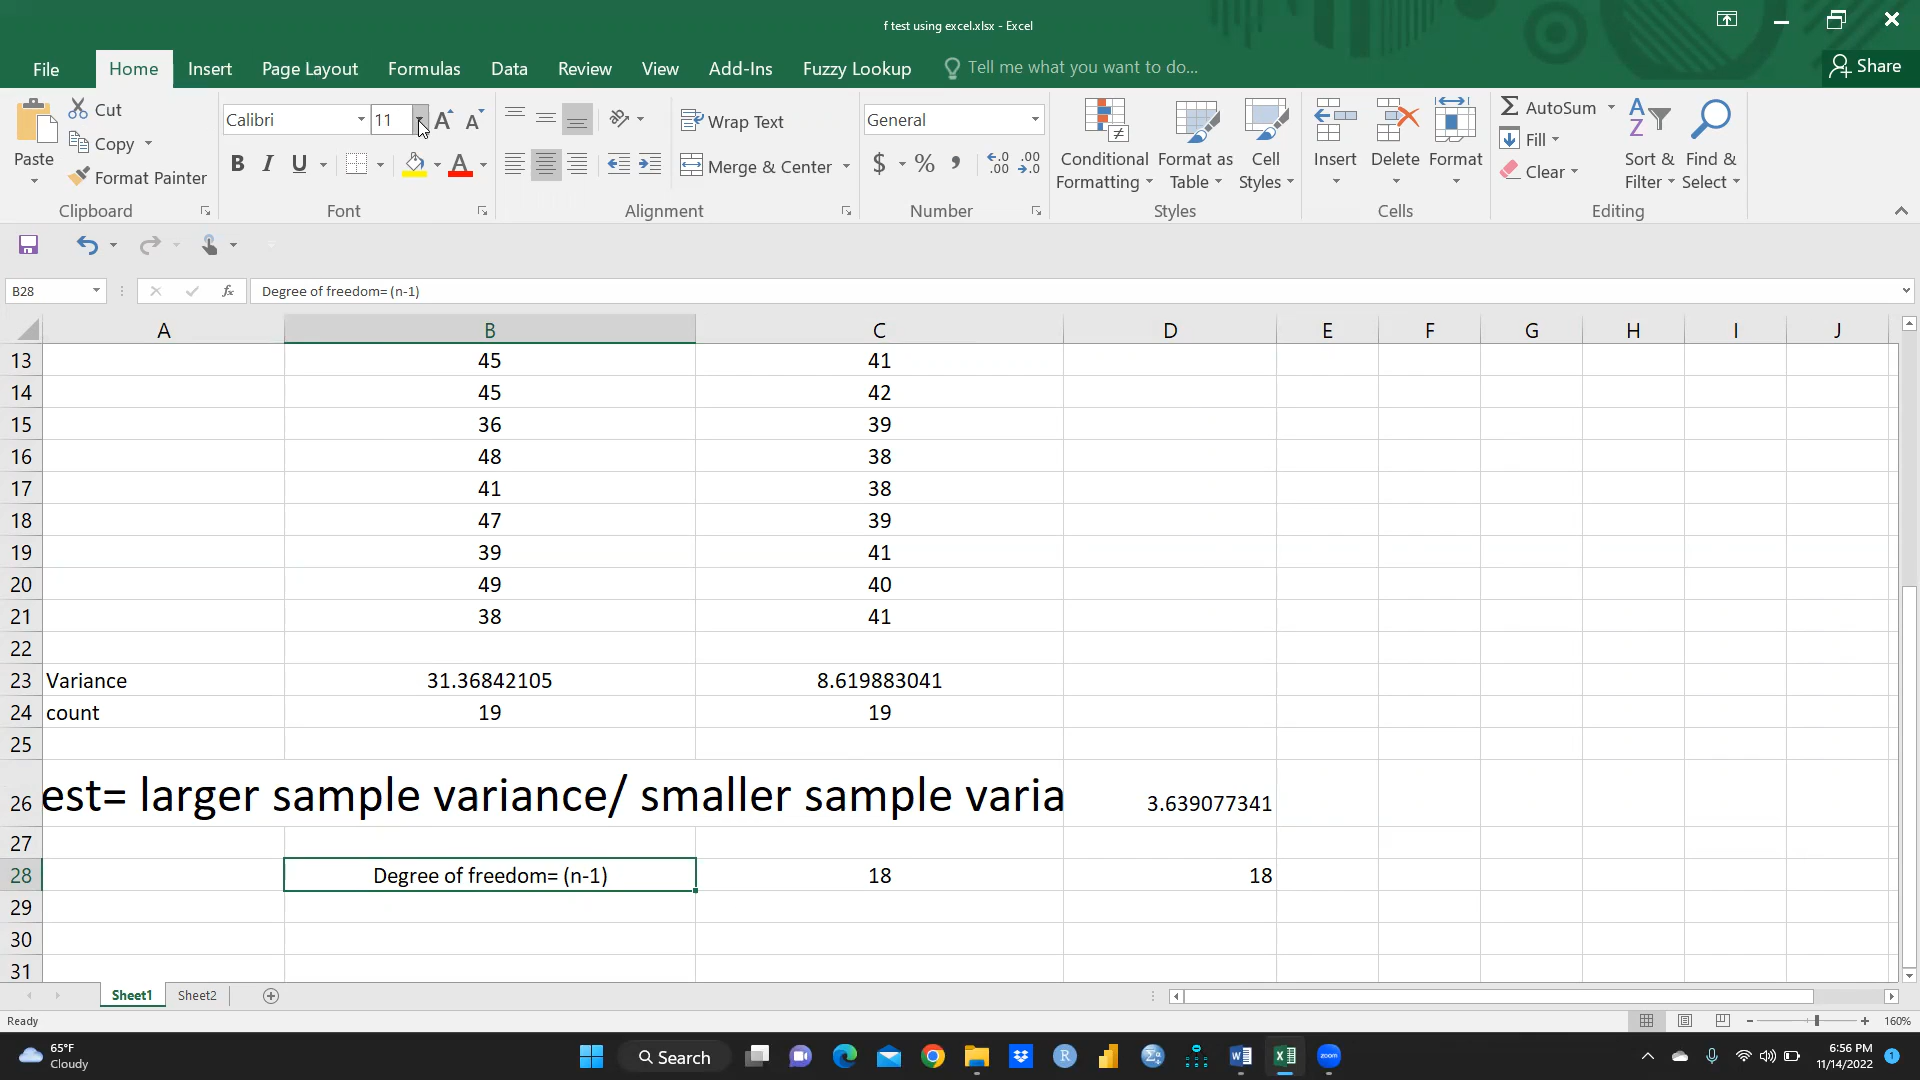 f test using excel.xlsx - Excel
File Home Insert Page Layout Formulas Data Review View Add-Ins Fuzzy Lookup Tell me what you want to do... Share
Paste Cut Copy Format Painter Clipboard
Calibri 11 A A B I U A Font
Wrap Text Merge & Center Alignment
General $ % , Number
Conditional Formatting Format as Table Cell Styles Styles
Insert Delete Format Cells
AutoSum Fill Clear Sort & Filter Find & Select Editing
B28 fx Degree of freedom= (n-1)
A B C D E F G H I J
13 45 41
14 45 42
15 36 39
16 48 38
17 41 38
18 47 39
19 39 41
20 49 40
21 38 41
22
23 Variance 31.36842105 8.619883041
24 count 19 19
25
26 est= larger sample variance/ smaller sample varia 3.639077341
27
28 Degree of freedom= (n-1) 18 18
29
30
31
Sheet1 Sheet2
Ready 160%
65°F
Cloudy
Search
6:56 PM
11/14/2022
1